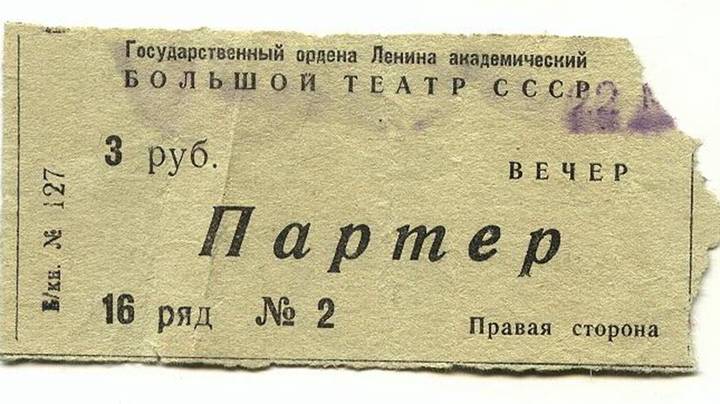 Государственный ордена Ленина академический
БОЛЬШОЙ ТЕАТР СССР
22
3 руб.
ВЕЧЕР
Партер
16 ряд № 2
Правая сторона
Б/кн. № 127